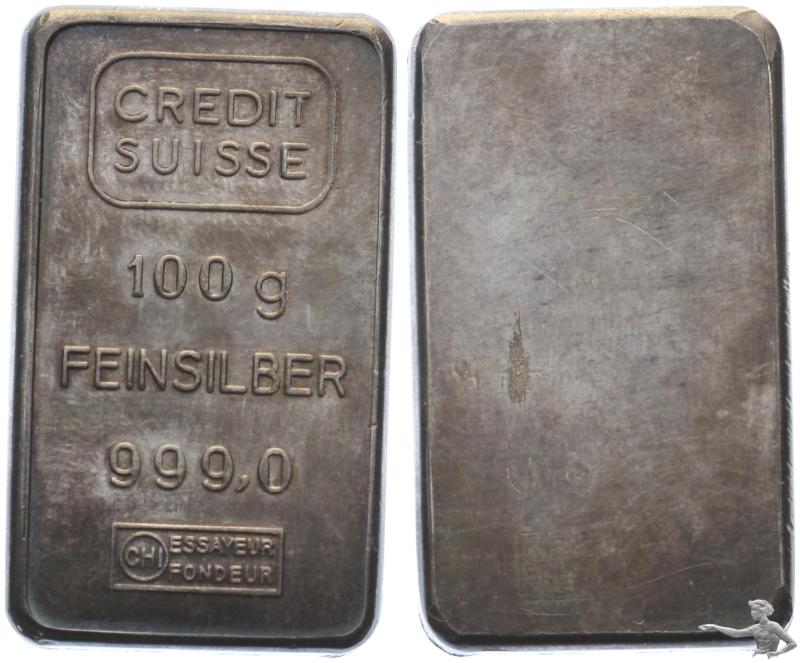 CREDIT
SUISSE
100 g
FEINSILBER
999,0
CHI ESSAYEUR
FONDEUR